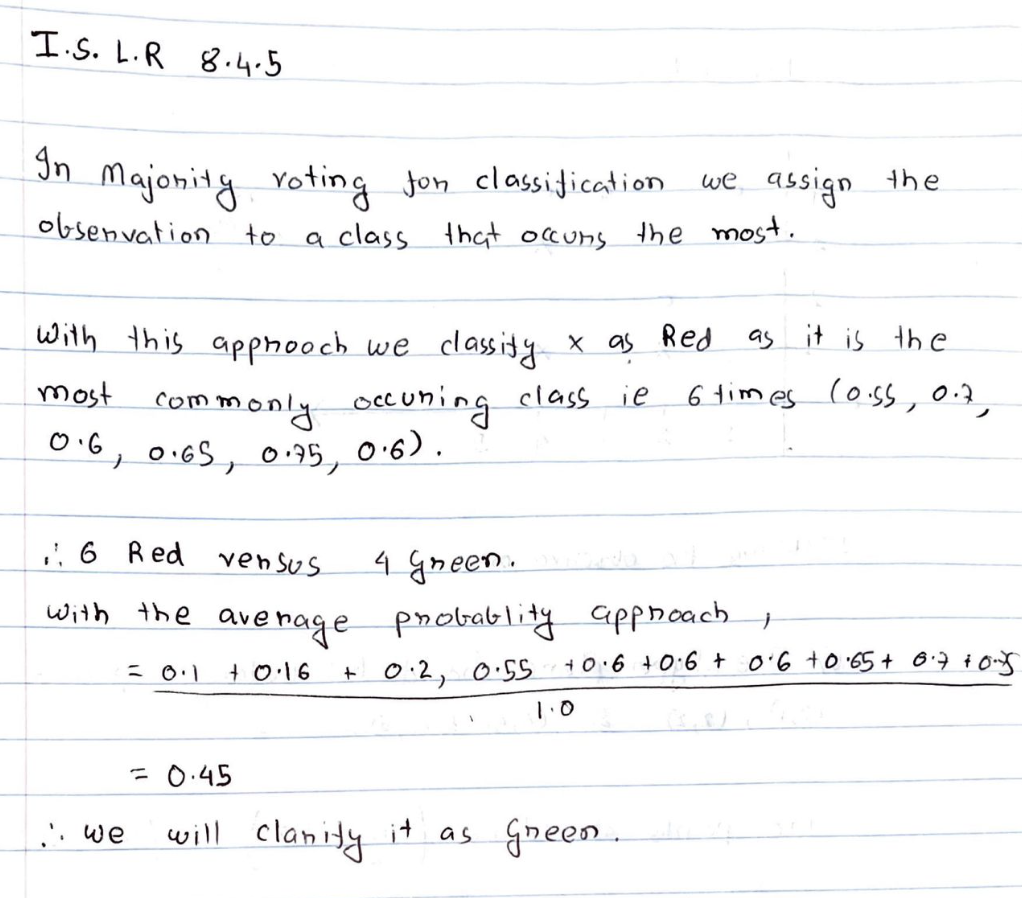 I.S. L.R 8.4.5
In Majority voting for classification we assign the
observation to a class that occurs the most.
With this approoch we classify x as Red as it is the
most commonly occuring class ie 6 times (0.55, 0.7,
0.6, 0.65, 0.75, 0.6).
∴ 6 Red versus 4 Green.
with the average probablity approach,
= 0.1 + 0.16 + 0.2, 0.55 + 0.6 + 0.6 + 0.6 + 0.65 + 0.7 + 0.75
1.0
= 0.45
∴ we will clarify it as Green.